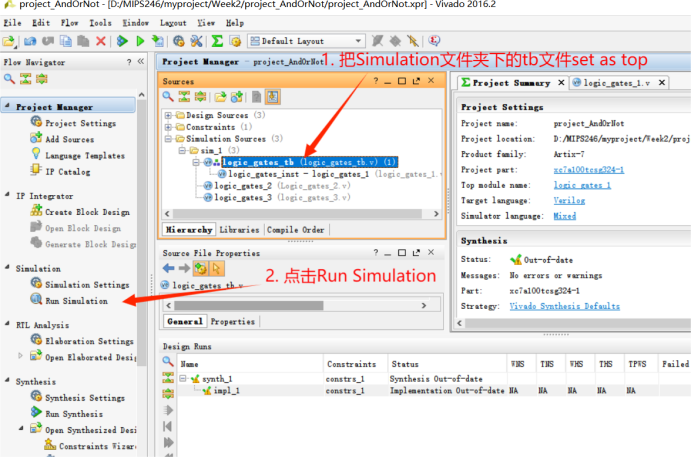 project_AndOrNot - [D:/MIPS246/myproject/Week2/project_AndOrNot/project_AndOrNot.xpr] - Vivado 2016.2
File Edit Flow Tools Window Layout View Help
Default Layout
Flow Navigator
Project Manager
Project Settings
Add Sources
Language Templates
IP Catalog
IP Integrator
Create Block Design
Open Block Design
Generate Block Desig
Simulation
Simulation Settings
Run Simulation
RTL Analysis
Elaboration Settings
Open Elaborated Desig
Synthesis
Synthesis Settings
Run Synthesis
Open Synthesized Desi
Constraints Wizar
Project Manager - project_AndOrNot
1. 把Simulation文件夹下的tb文件set as top
Sources
Design Sources (3)
Constraints (1)
Simulation Sources (3)
sim_1 (3)
logic_gates_tb (logic_gates_tb.v) (1)
logic_gates_inst - logic_gates_1 (logic_gates_1.
logic_gates_2 (Logic_gates_2.v)
logic_gates_3 (logic_gates_3.v)
Hierarchy Libraries Compile Order
Source File Properties
2. 点击Run Simulation
logic_gates_tb.v
General Properties
Project Summary
logic_gates_1.v
Project Settings
Project name: project_AndOrNot
Project location: D:/MIPS246/myproject/Week2/proj
Product family: Artix-7
Project part: xc7a100tcsg324-1
Top module name: logic_gates_1
Target language: Verilog
Simulator language: Mixed
Synthesis
Status: Out-of-date
Messages: No errors or warnings
Part: xc7a100tcsg324-1
Strategy: Vivado Synthesis Defaults
Design Runs
Name Constraints Status WNS TNS WHS THS TPWS Failed
synth_1 constrs_1 Synthesis Out-of-date
impl_1 constrs_1 Implementation Out-of-date NA NA NA NA NA